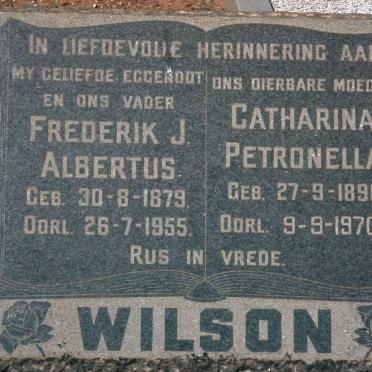 IN LIEFDEVOLLE HERINNERING AAN
MY GELIEFDE EGGENOOT
EN ONS VADER
FREDERIK J.
ALBERTUS.
GEB. 30-8-1879.
OORL. 26-7-1955.
ONS DIERBARE MOED
CATHARINA
PETRONELLA
GEB. 27-9-189
OORL. 9-9-1970
RUS IN VREDE.
WILSON